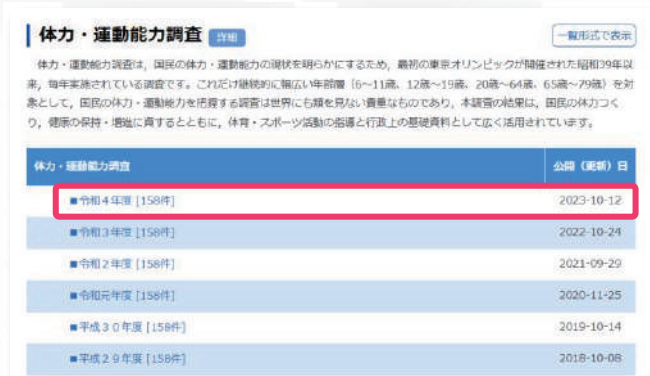 体力・運動能力調査 詳細
一覧形式で表示
体力・運動能力調査は，国民の体力・運動能力の現状を明らかにするため，最初の東京オリンピックが開催された昭和39年以
来，毎年実施されている調査です。これだけ継続的に幅広い年齢層（6〜11歳、12歳〜19歳、20歳〜64歳、65歳〜79歳）を対
象として，国民の体力・運動能力を把握する調査は世界にも類を見ない貴重なものであり，本調査の結果は，国民の体力つく
り，健康の保持・増進に資するとともに，体育・スポーツ活動の指導と行政上の基礎資料として広く活用されています。
体力・運動能力調査 公開（更新）日
■令和４年度 [158件] 2023-10-12
■令和３年度 [158件] 2022-10-24
■令和２年度 [158件] 2021-09-29
■令和元年度 [158件] 2020-11-25
■平成３０年度 [158件] 2019-10-14
■平成２９年度 [158件] 2018-10-08